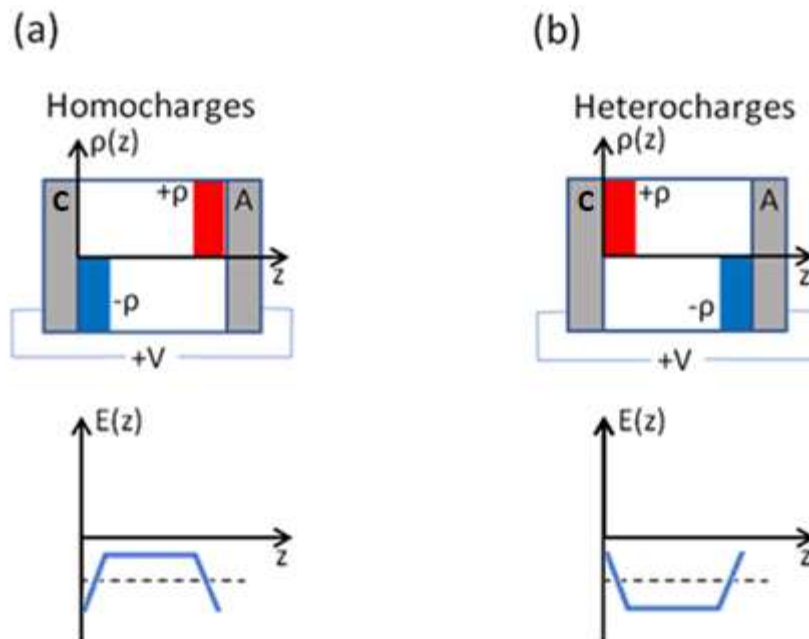 (a)
Homocharges
ρ(z)
C
+ρ
A
z
-ρ
+V
E(z)
z
(b)
Heterocharges
ρ(z)
C
+ρ
A
z
-ρ
+V
E(z)
z